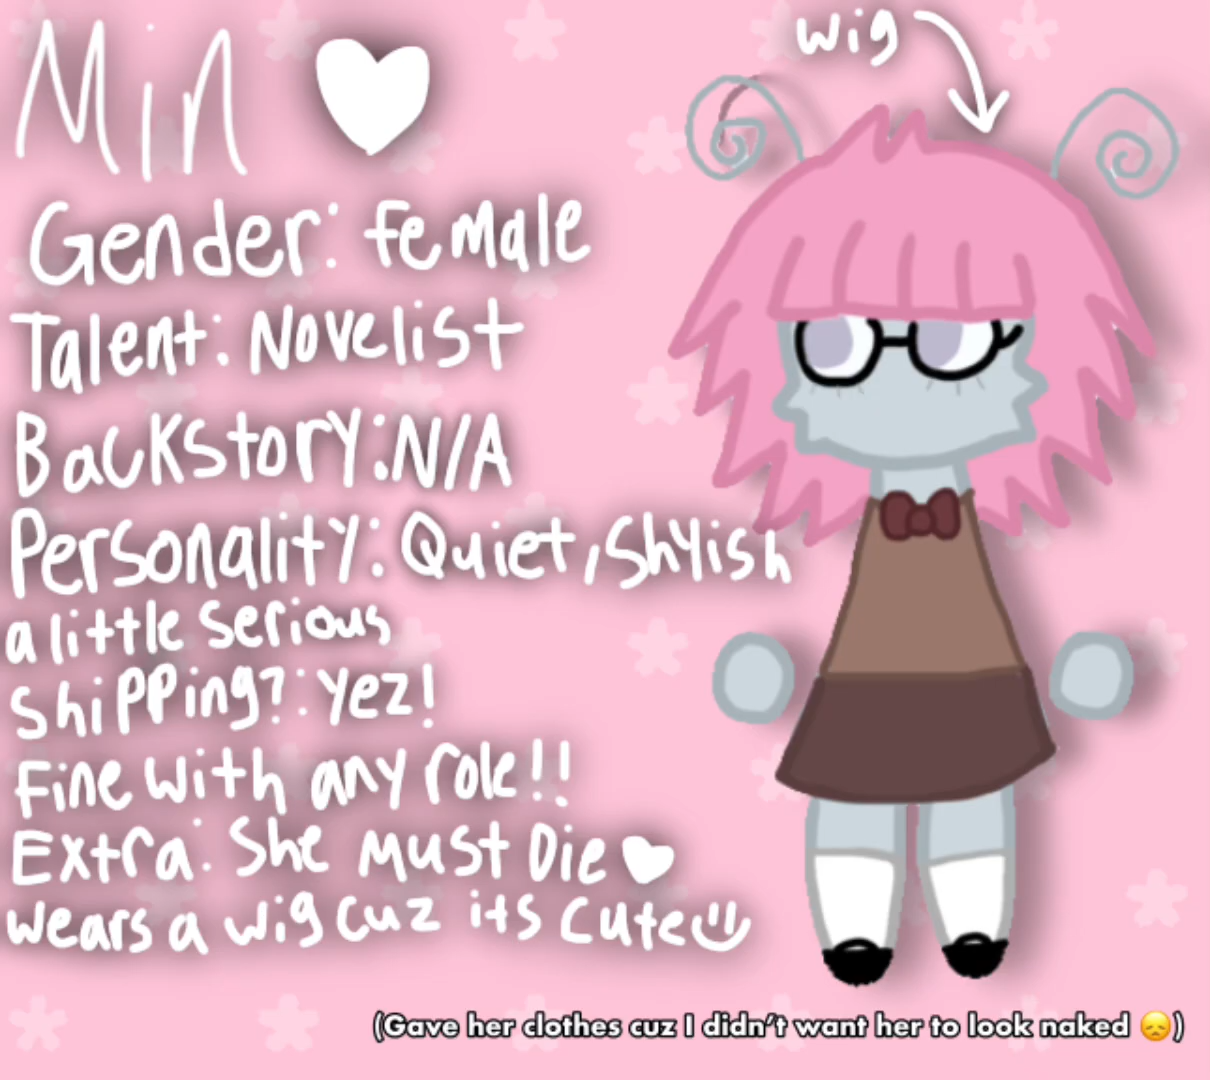 Min ♥
wig
Gender: female
Talent: Novelist
Backstory: N/A
Personality: Quiet, Shyish
a little serious
Shipping?: yez!
Fine with any role!!
Extra: She Must Die ♥
wears a wig cuz its cute :)
(Gave her clothes cuz I didn't want her to look naked 😞)